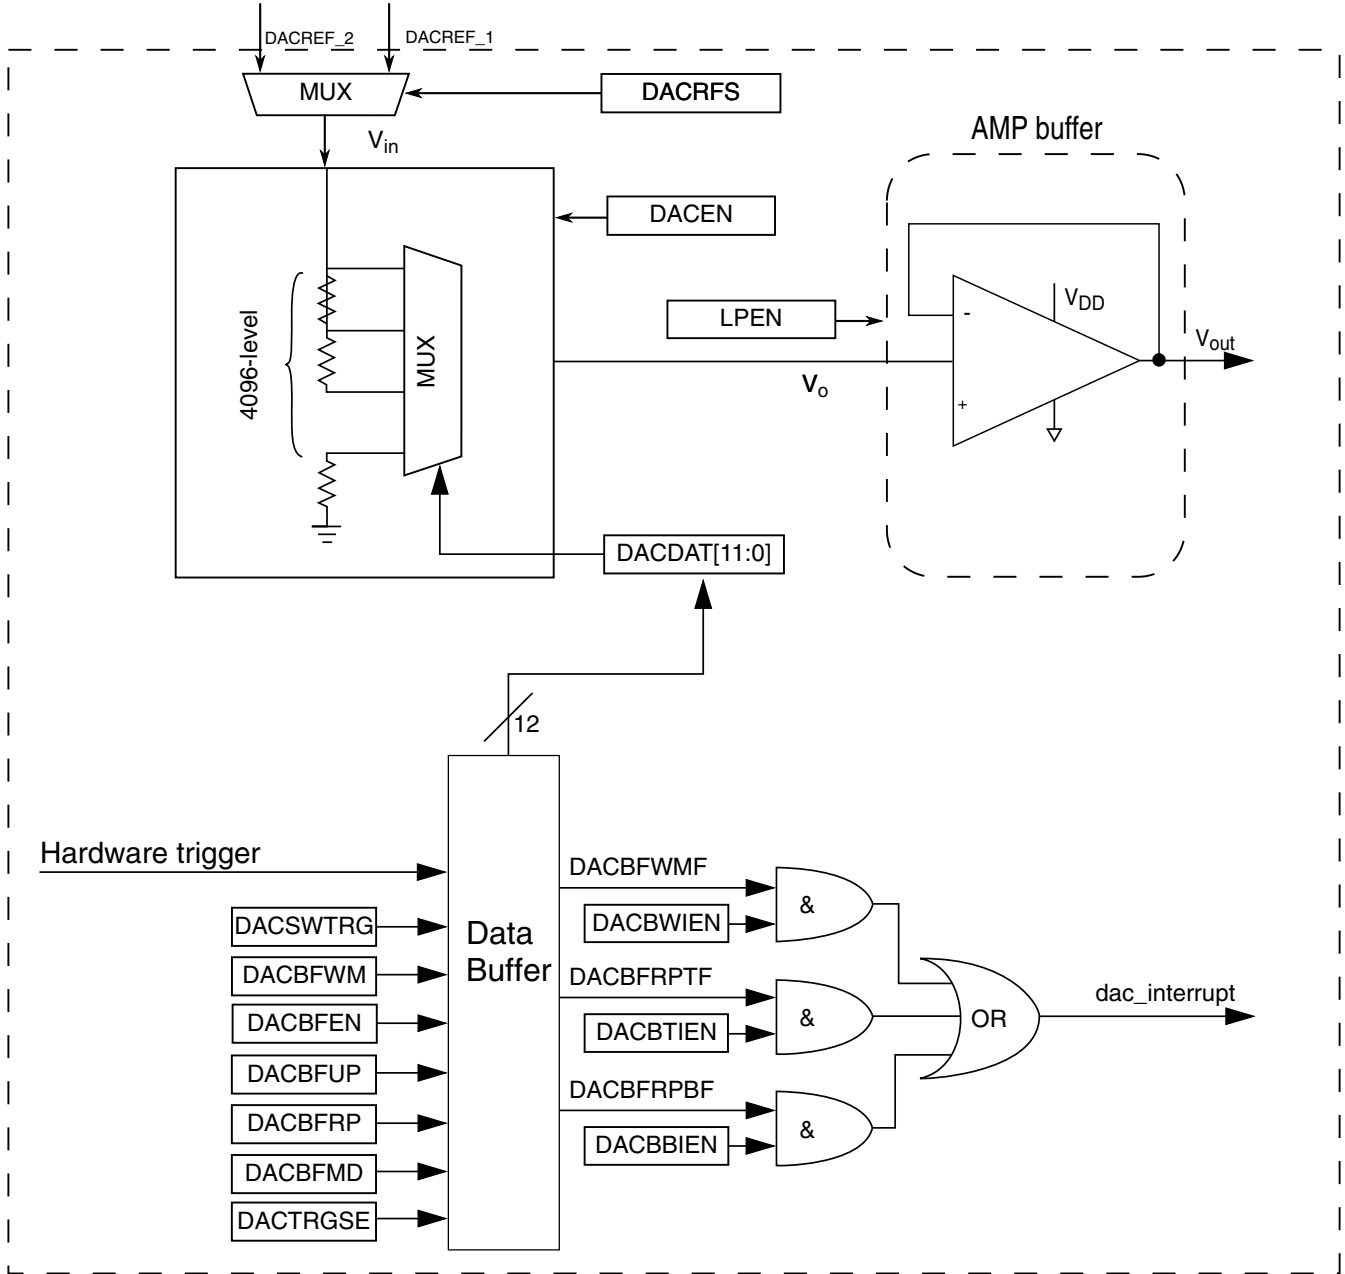 DACREF_2
DACREF_1
MUX
DACRFS
Vin
AMP buffer
DACEN
LPEN
VDD
-
+
Vout
Vo
4096-level
MUX
DACDAT[11:0]
12
Hardware trigger
DACSWTRG
DACBFWM
DACBFEN
DACBFUP
DACBFRP
DACBFMD
DACTRGSE
Data
Buffer
DACBFWMF
DACBWIEN
&
DACBFRPTF
DACBTIEN
&
DACBFRPBF
DACBBIEN
&
OR
dac_interrupt